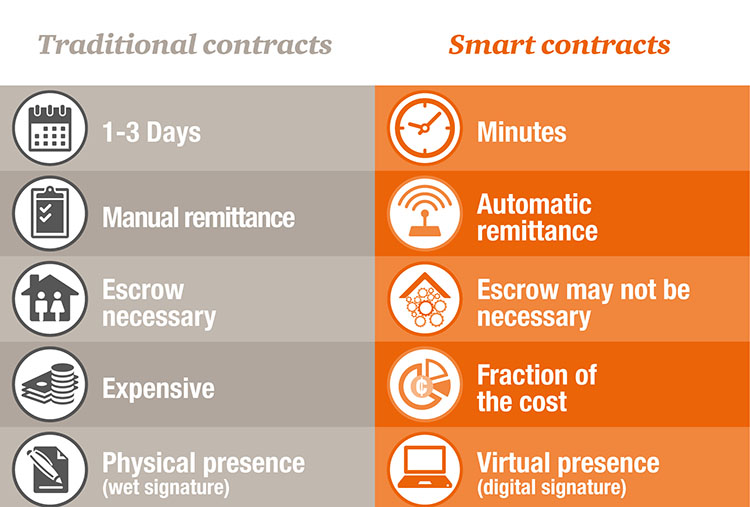 Traditional contracts
Smart contracts
1-3 Days
Minutes
Manual remittance
Automatic
remittance
Escrow
necessary
Escrow may not be
necessary
Expensive
Fraction of
the cost
Physical presence
(wet signature)
Virtual presence
(digital signature)